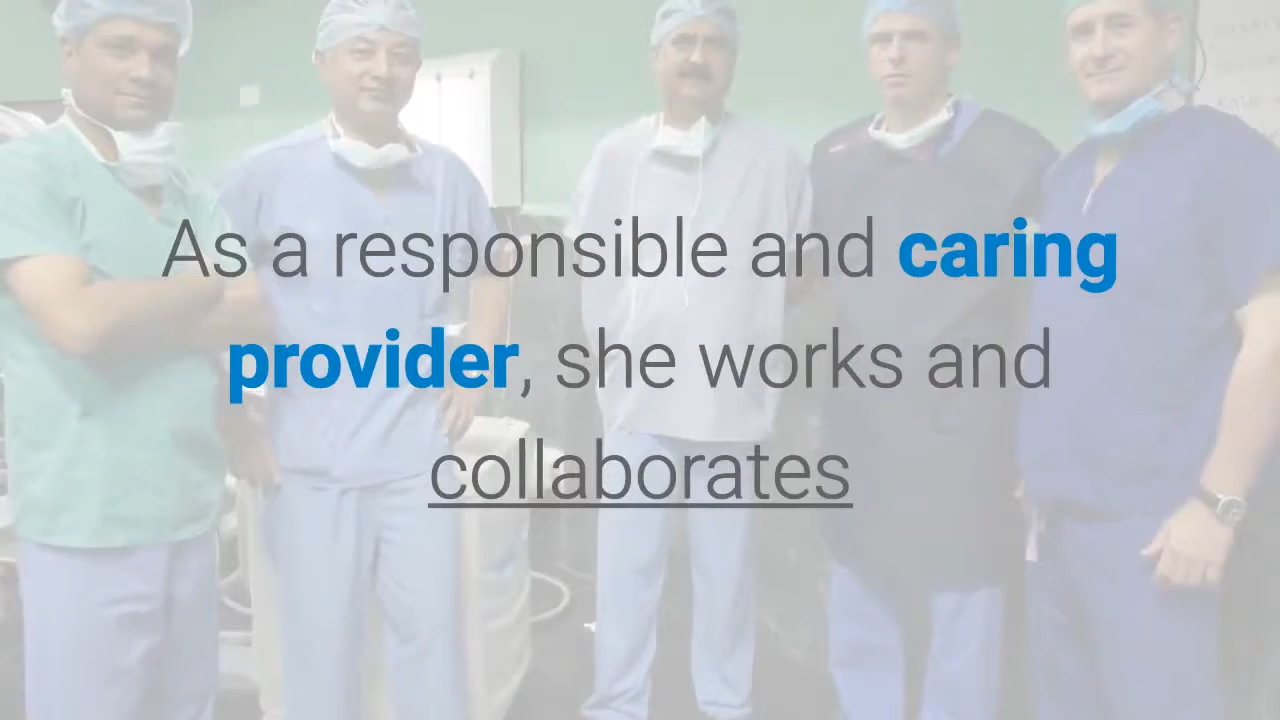 As a responsible and caring
provider, she works and
collaborates